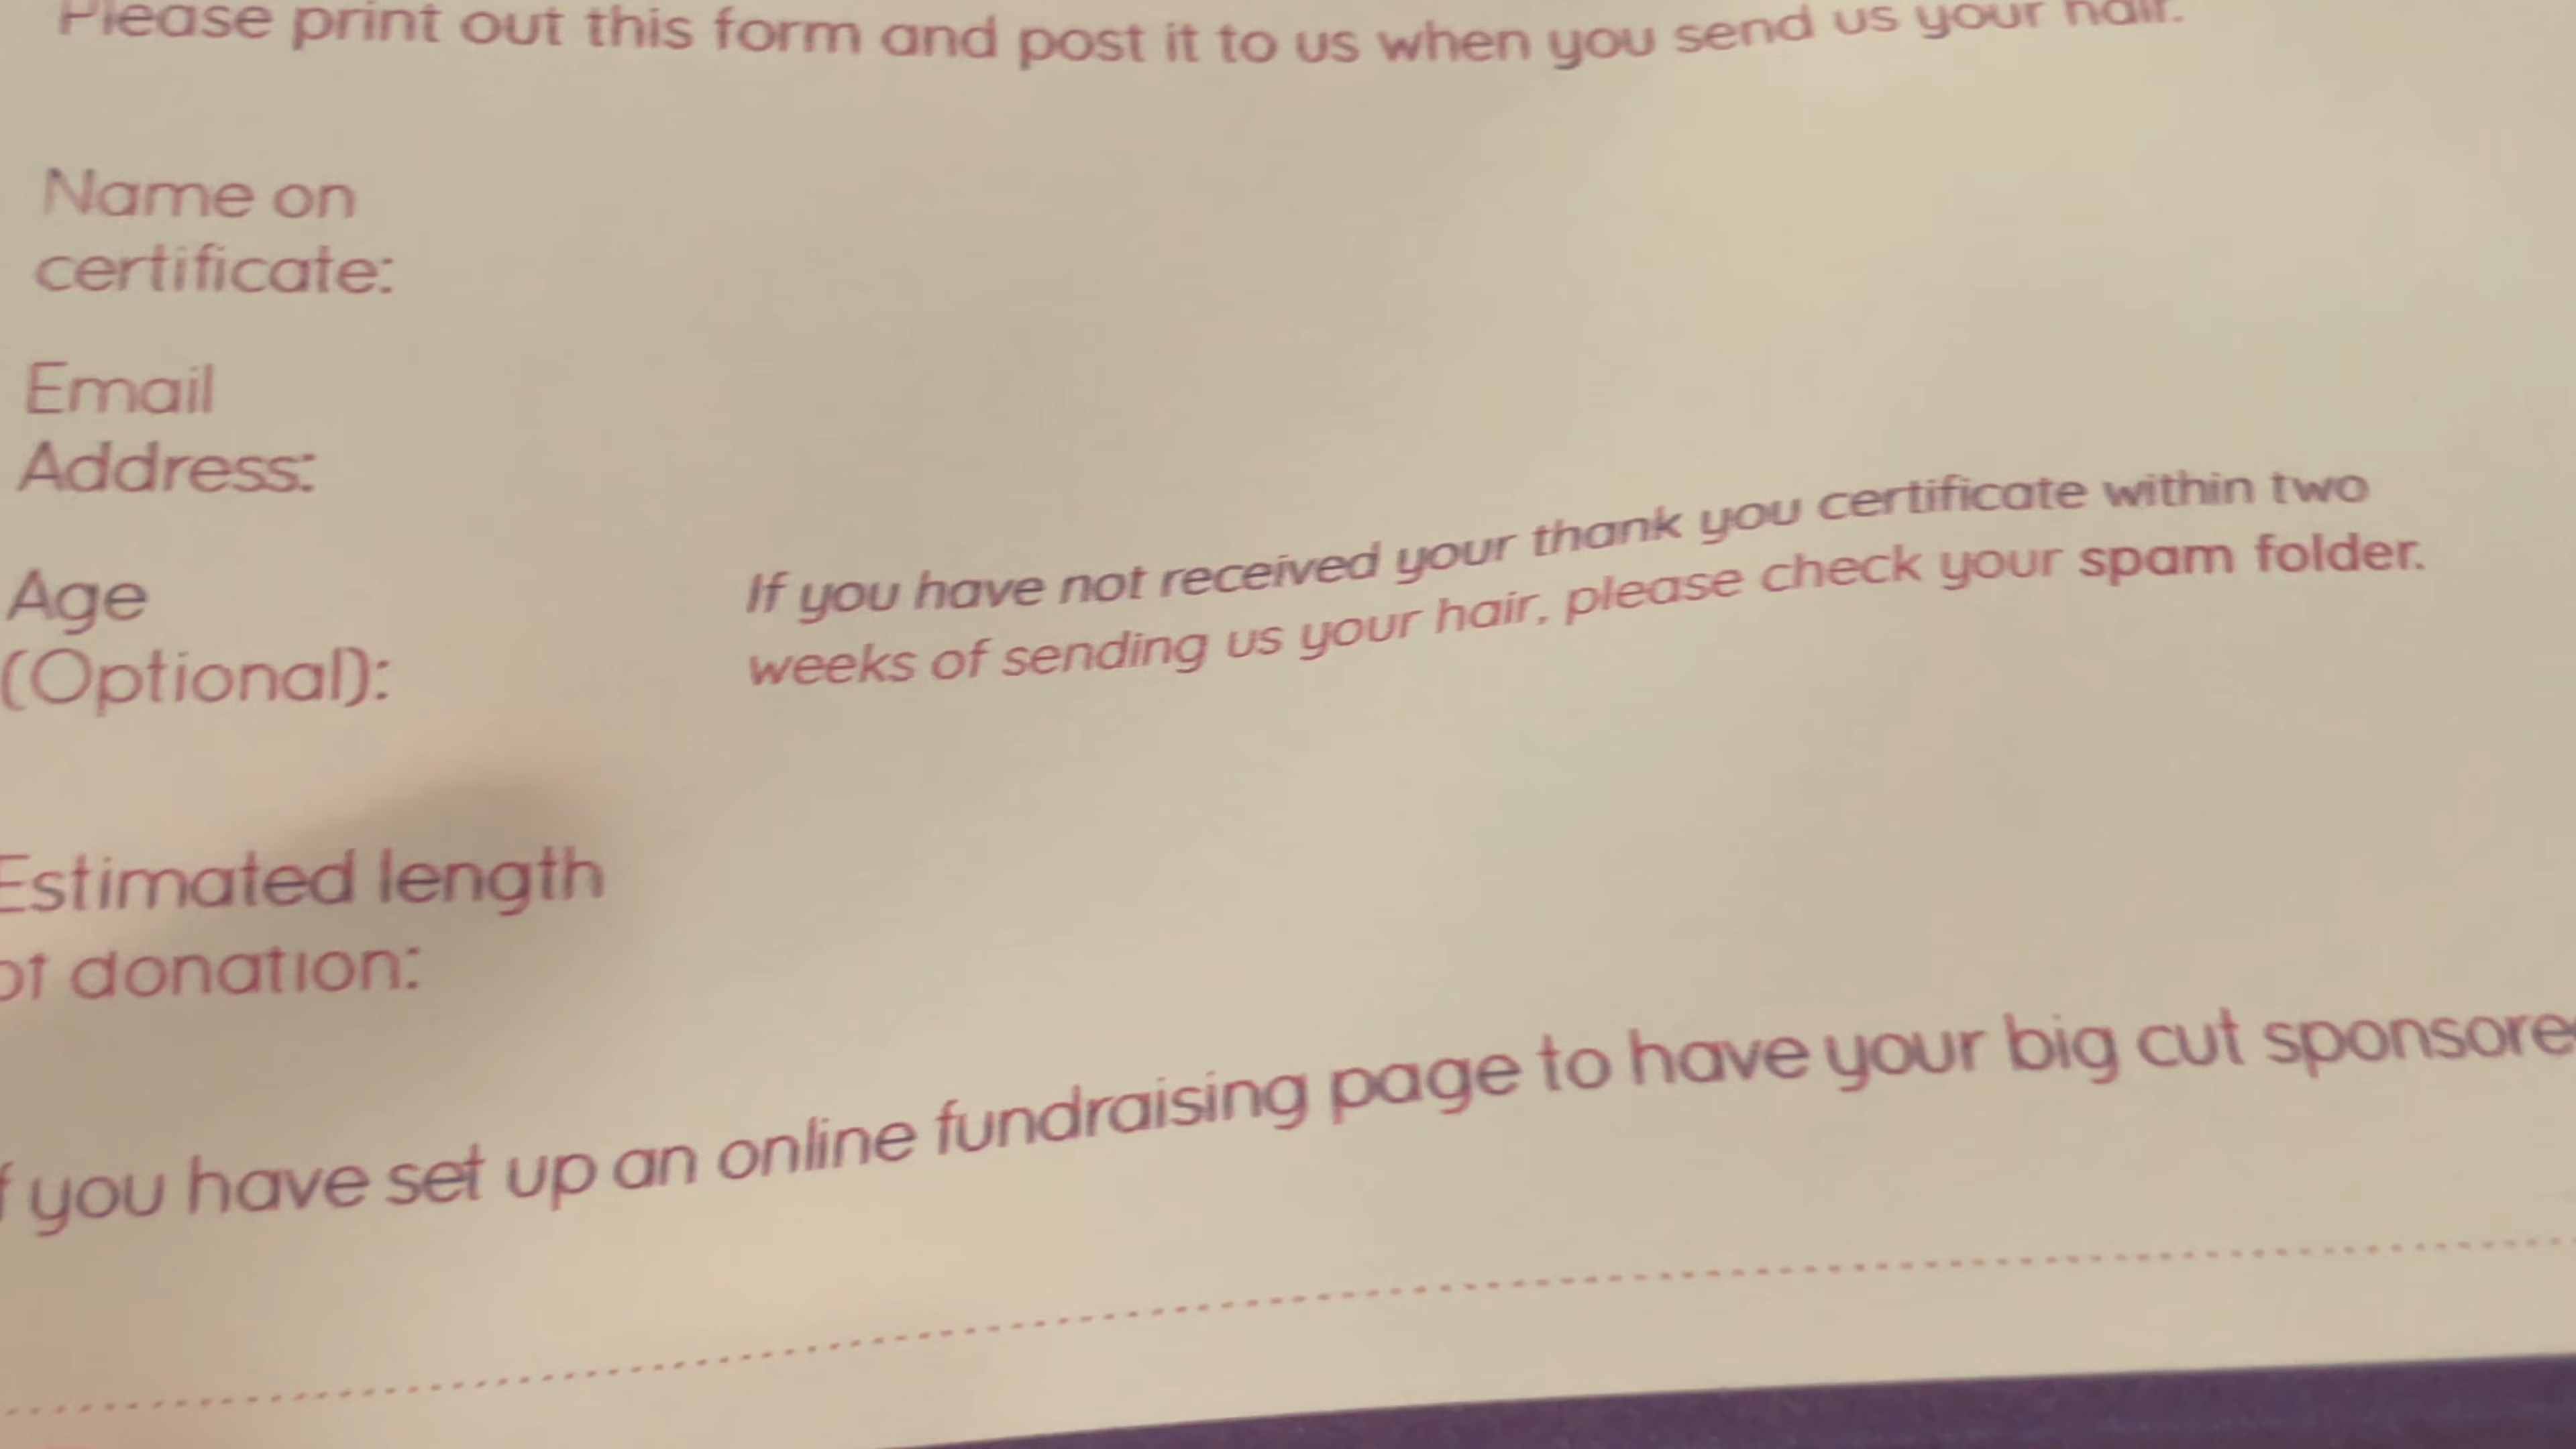 Please print out this form and post it to us when you send us your hair.
Name on
certificate:
Email
Address:
Age
(Optional):
If you have not received your thank you certificate within two
weeks of sending us your hair, please check your spam folder.
Estimated length
of donation:
f you have set up an online fundraising page to have your big cut sponsore